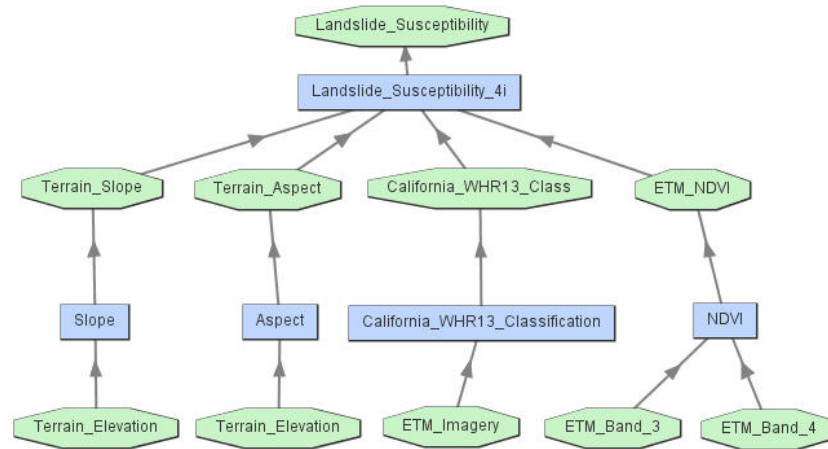 Landslide_Susceptibility
Landslide_Susceptibility_4i
Terrain_Slope
Terrain_Aspect
California_WHR13_Class
ETM_NDVI
Slope
Aspect
California_WHR13_Classification
NDVI
Terrain_Elevation
Terrain_Elevation
ETM_Imagery
ETM_Band_3
ETM_Band_4